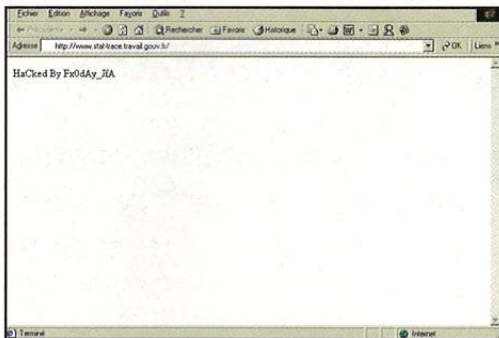 Fichier Edition Affichage Favoris Outils ?
Rechercher Favoris Historique
Adresse http://www.stat-trace.travail.gouv.fr/ OK Liens
HaCked By Fx0dAy_JfA
Terminé Internet